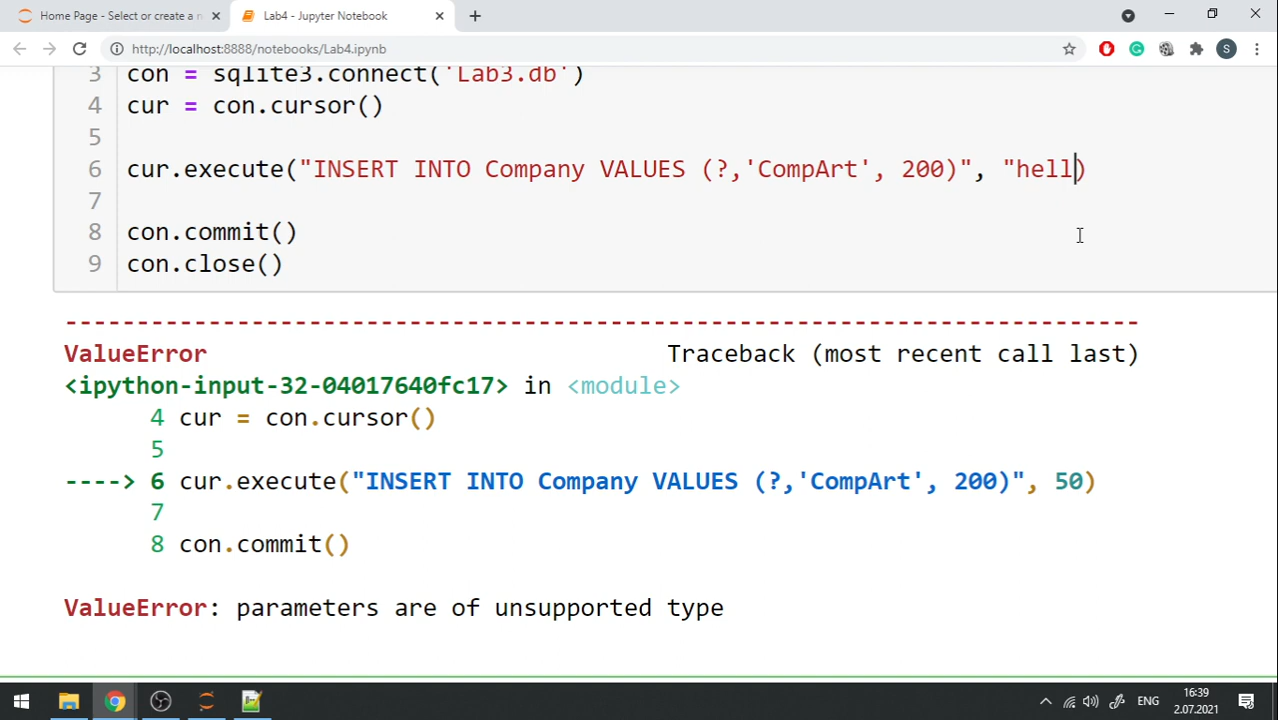 Home Page - Select or create a n
Lab4 - Jupyter Notebook
http://localhost:8888/notebooks/Lab4.ipynb
S
3 con = sqlite3.connect('Lab3.db')
4 cur = con.cursor()
5
6 cur.execute("INSERT INTO Company VALUES (?,'CompArt', 200)", "hell)
7
8 con.commit()
9 con.close()
---------------------------------------------------------------------------
ValueError Traceback (most recent call last)
<ipython-input-32-04017640fc17> in <module>
4 cur = con.cursor()
5
----> 6 cur.execute("INSERT INTO Company VALUES (?,'CompArt', 200)", 50)
7
8 con.commit()
ValueError: parameters are of unsupported type
ENG
16:39
2.07.2021